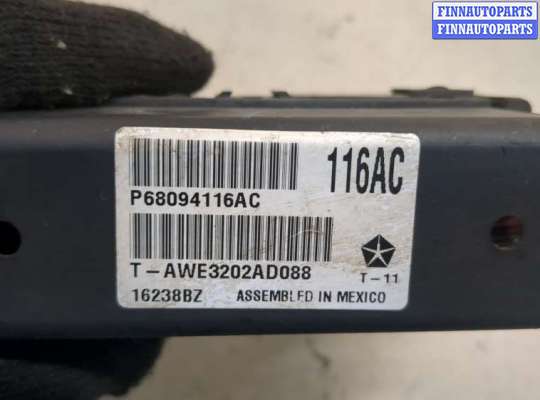 FINNAUTOPARTS
FINNAUTOPARTS
116AC
P68094116AC
T-AWE3202AD088
T-11
16238BZ ASSEMBLED IN MEXICO